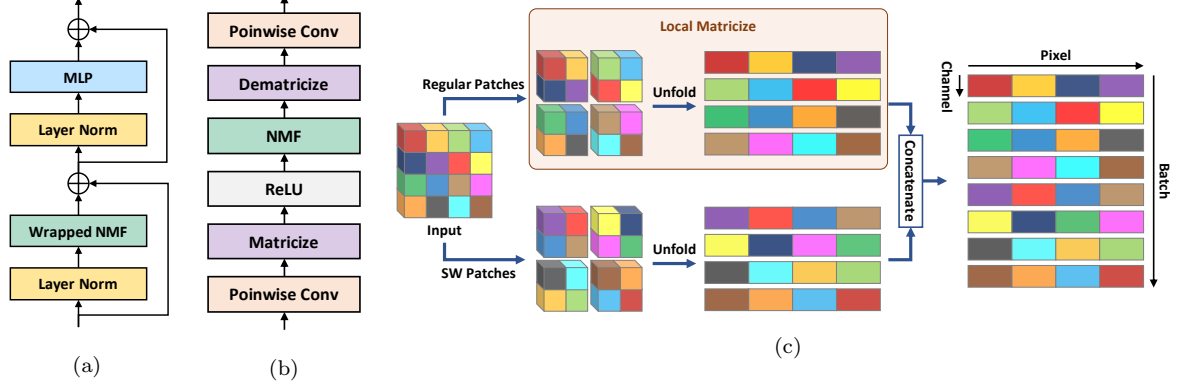 MLP
Layer Norm
Wrapped NMF
Layer Norm
(a)
Poinwise Conv
Dematricize
NMF
ReLU
Matricize
Poinwise Conv
(b)
Local Matricize
Regular Patches
Unfold
Input
SW Patches
Unfold
Concatenate
Pixel
Channel
Batch
(c)